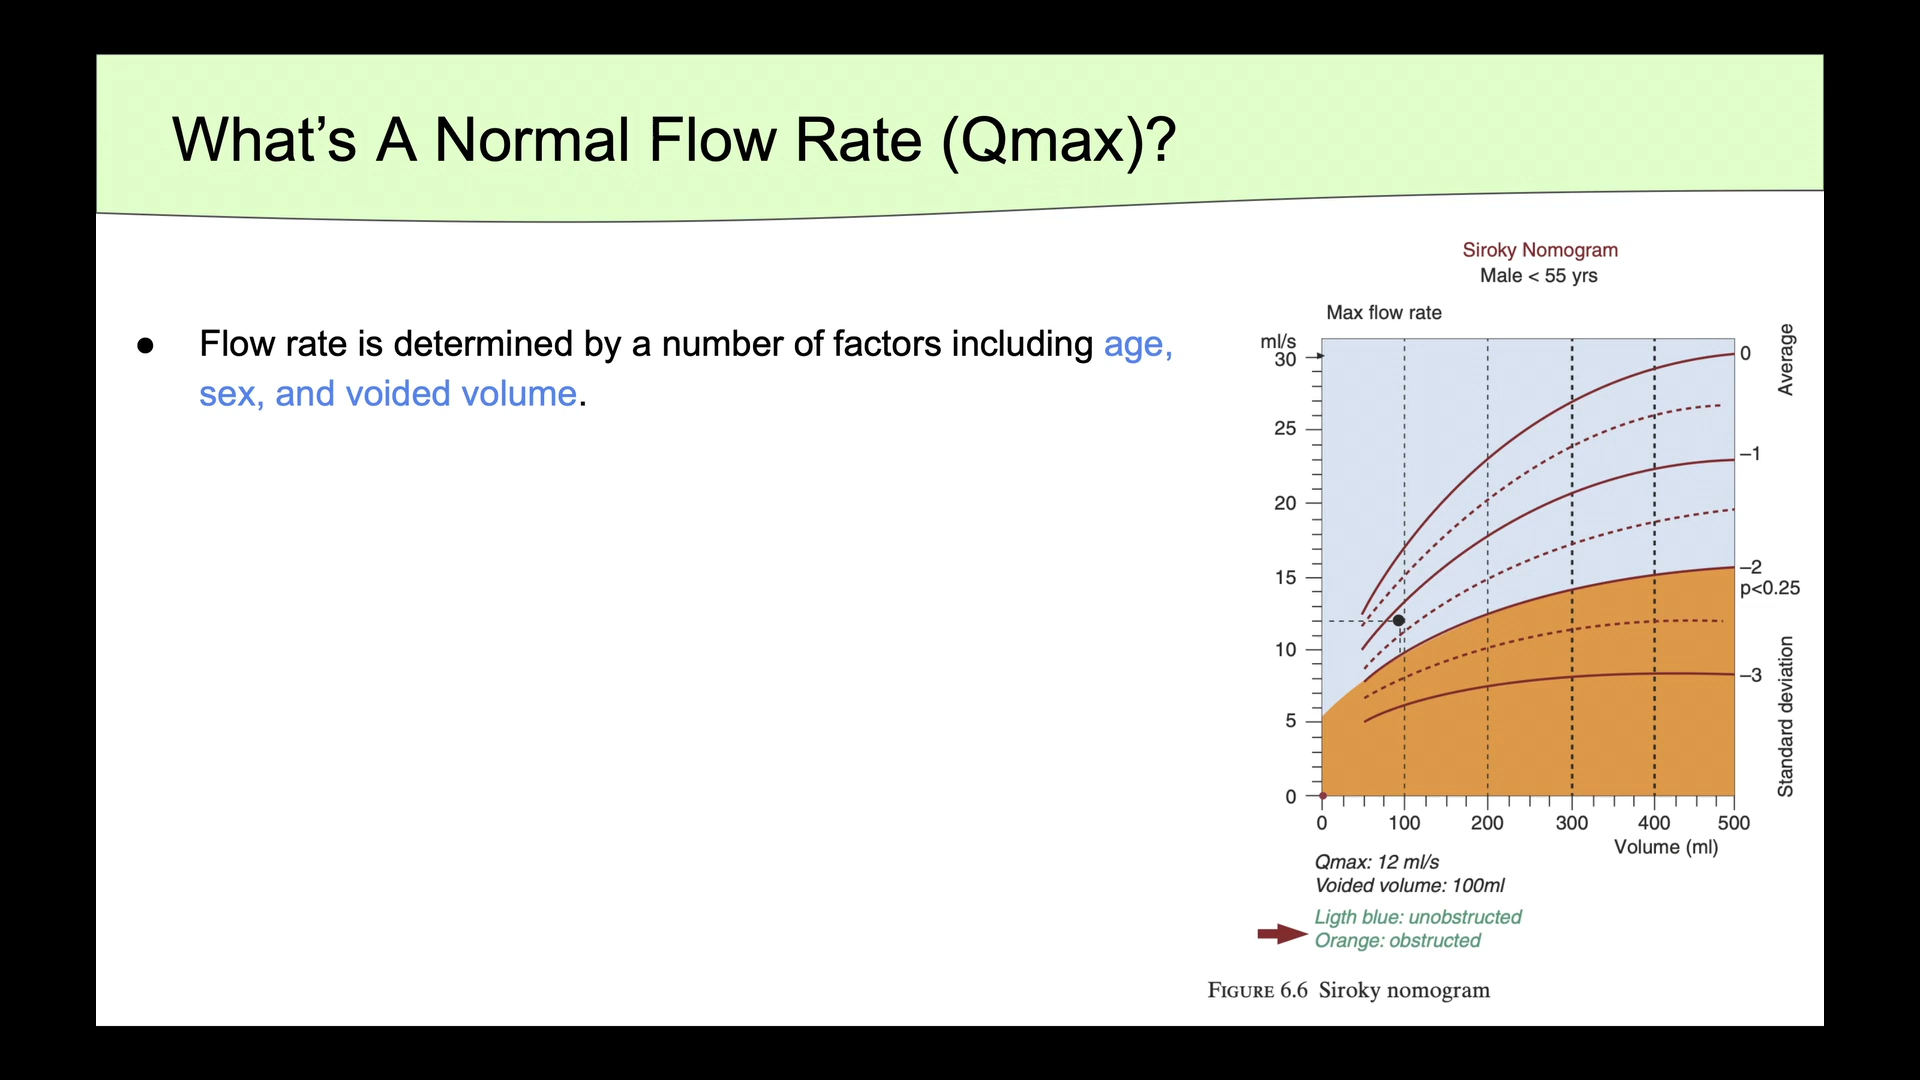 What’s A Normal Flow Rate (Qmax)?
● Flow rate is determined by a number of factors including age,
sex, and voided volume.
Siroky Nomogram
Male < 55 yrs
Max flow rate
ml/s
30
25
20
15
10
5
0
0
–1
–2
p<0.25
–3
Average
Standard deviation
0 100 200 300 400 500
Volume (ml)
Qmax: 12 ml/s
Voided volume: 100ml
Ligth blue: unobstructed
Orange: obstructed
FIGURE 6.6 Siroky nomogram